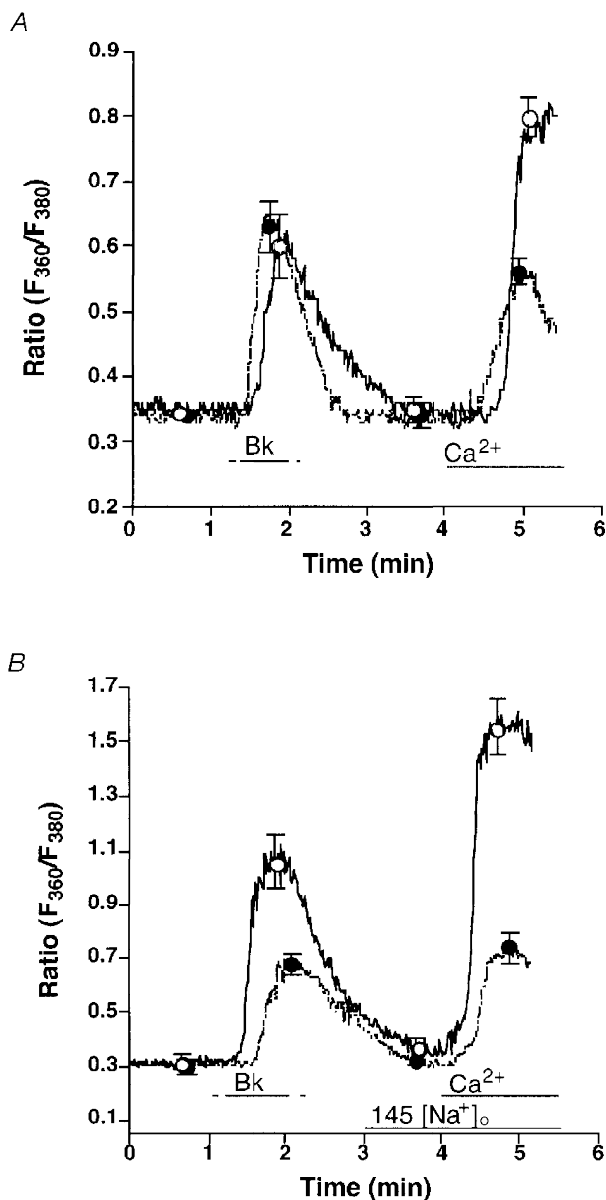 A
Ratio (F360/F380)
0.9
0.8
0.7
0.6
0.5
0.4
0.3
0.2
Bk
Ca2+
0 1 2 3 4 5 6
Time (min)
B
Ratio (F360/F380)
1.7
1.5
1.3
1.1
0.9
0.7
0.5
0.3
0.1
Bk
Ca2+
145 [Na+]o
0 1 2 3 4 5 6
Time (min)